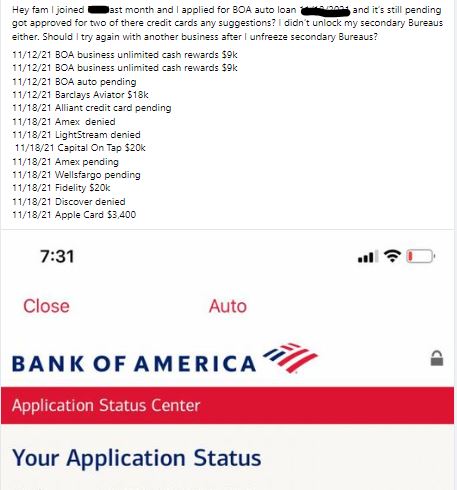 Hey fam I joined last month and I applied for BOA auto loan and it's still pending
got approved for two of there credit cards any suggestions? I didn't unlock my secondary Bureaus
either. Should I try again with another business after I unfreeze secondary Bureaus?
11/12/21 BOA business unlimited cash rewards $9k
11/12/21 BOA business unlimited cash rewards $9k
11/12/21 BOA auto pending
11/12/21 Barclays Aviator $18k
11/18/21 Alliant credit card pending
11/18/21 Amex denied
11/18/21 LightStream denied
11/18/21 Capital On Tap $20k
11/18/21 Amex pending
11/18/21 Wellsfargo pending
11/18/21 Fidelity $20k
11/18/21 Discover denied
11/18/21 Apple Card $3,400
7:31
Close Auto
BANK OF AMERICA
Application Status Center
Your Application Status